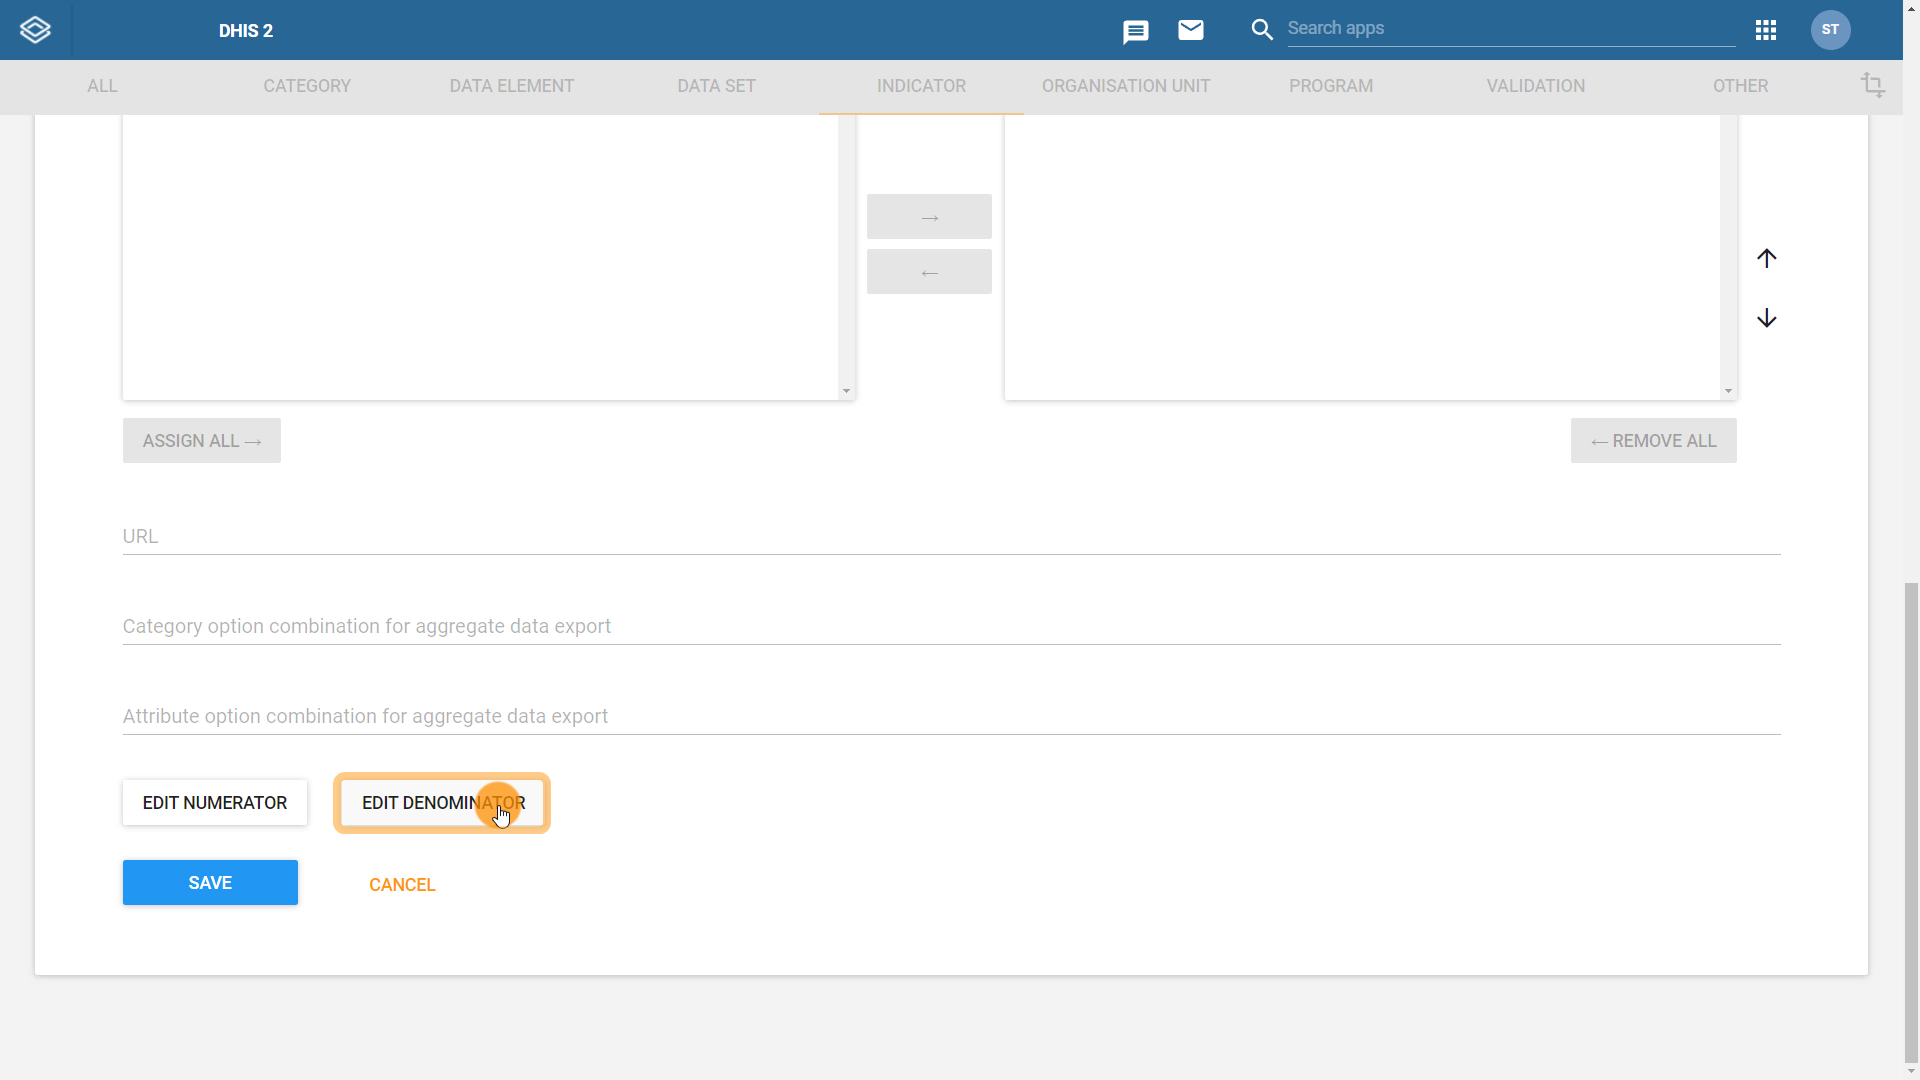 DHIS 2
Search apps
ST
ALL CATEGORY DATA ELEMENT DATA SET INDICATOR ORGANISATION UNIT PROGRAM VALIDATION OTHER
→
←
ASSIGN ALL →
← REMOVE ALL
URL
Category option combination for aggregate data export
Attribute option combination for aggregate data export
EDIT NUMERATOR EDIT DENOMINATOR
SAVE CANCEL